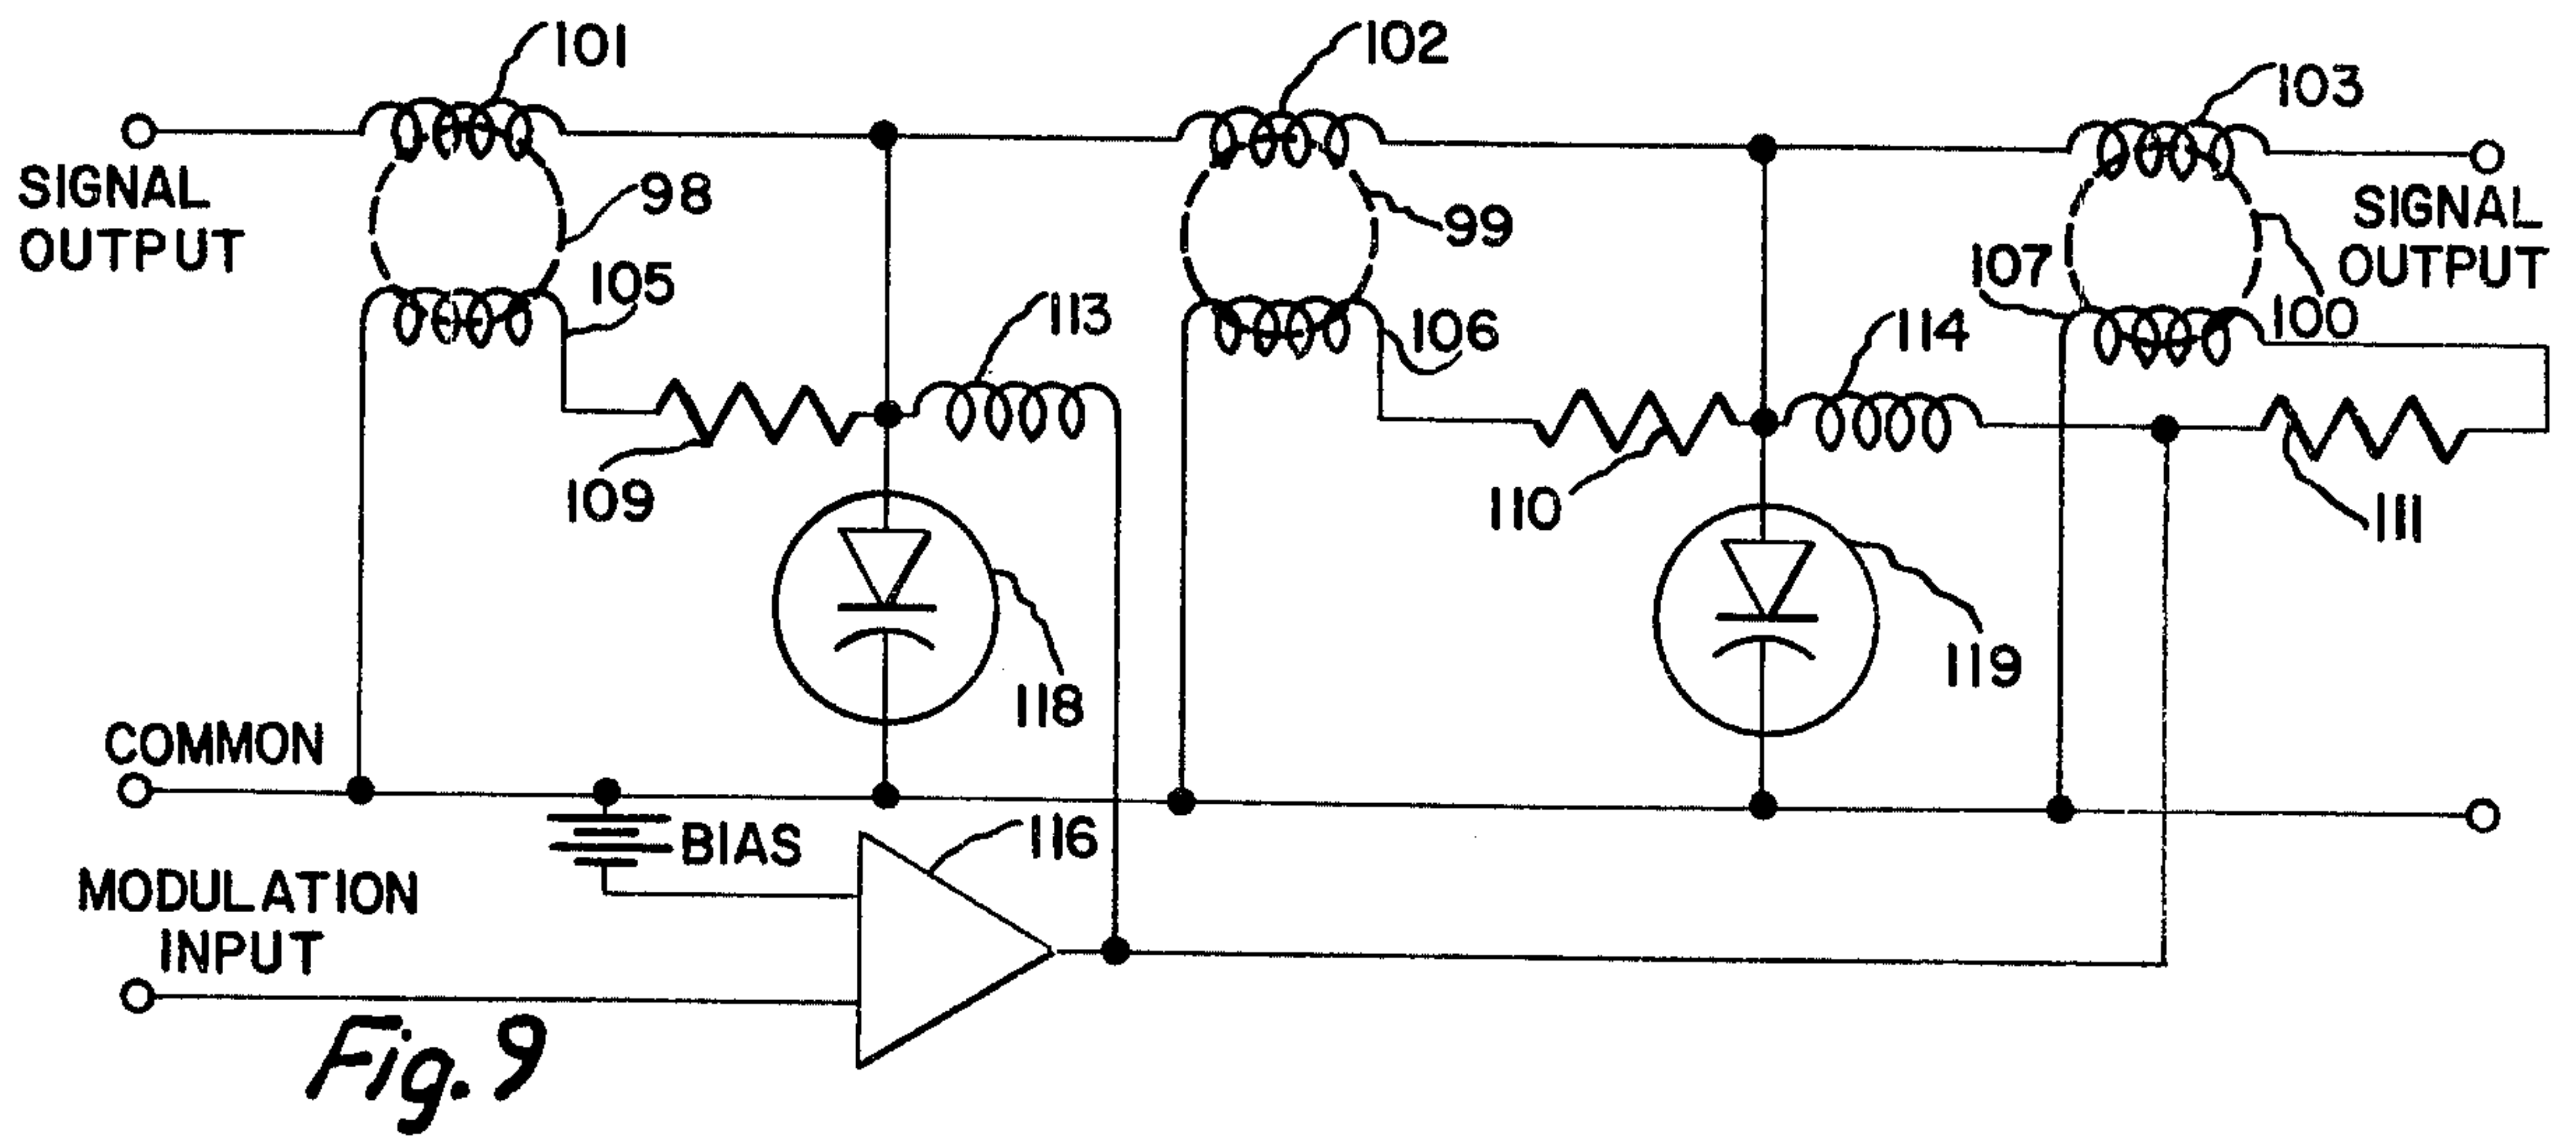 101
102
103
SIGNAL
OUTPUT
98
99
SIGNAL
OUTPUT
105
107
113
106
114
100
109
110
111
118
119
COMMON
BIAS
116
MODULATION
INPUT
Fig. 9